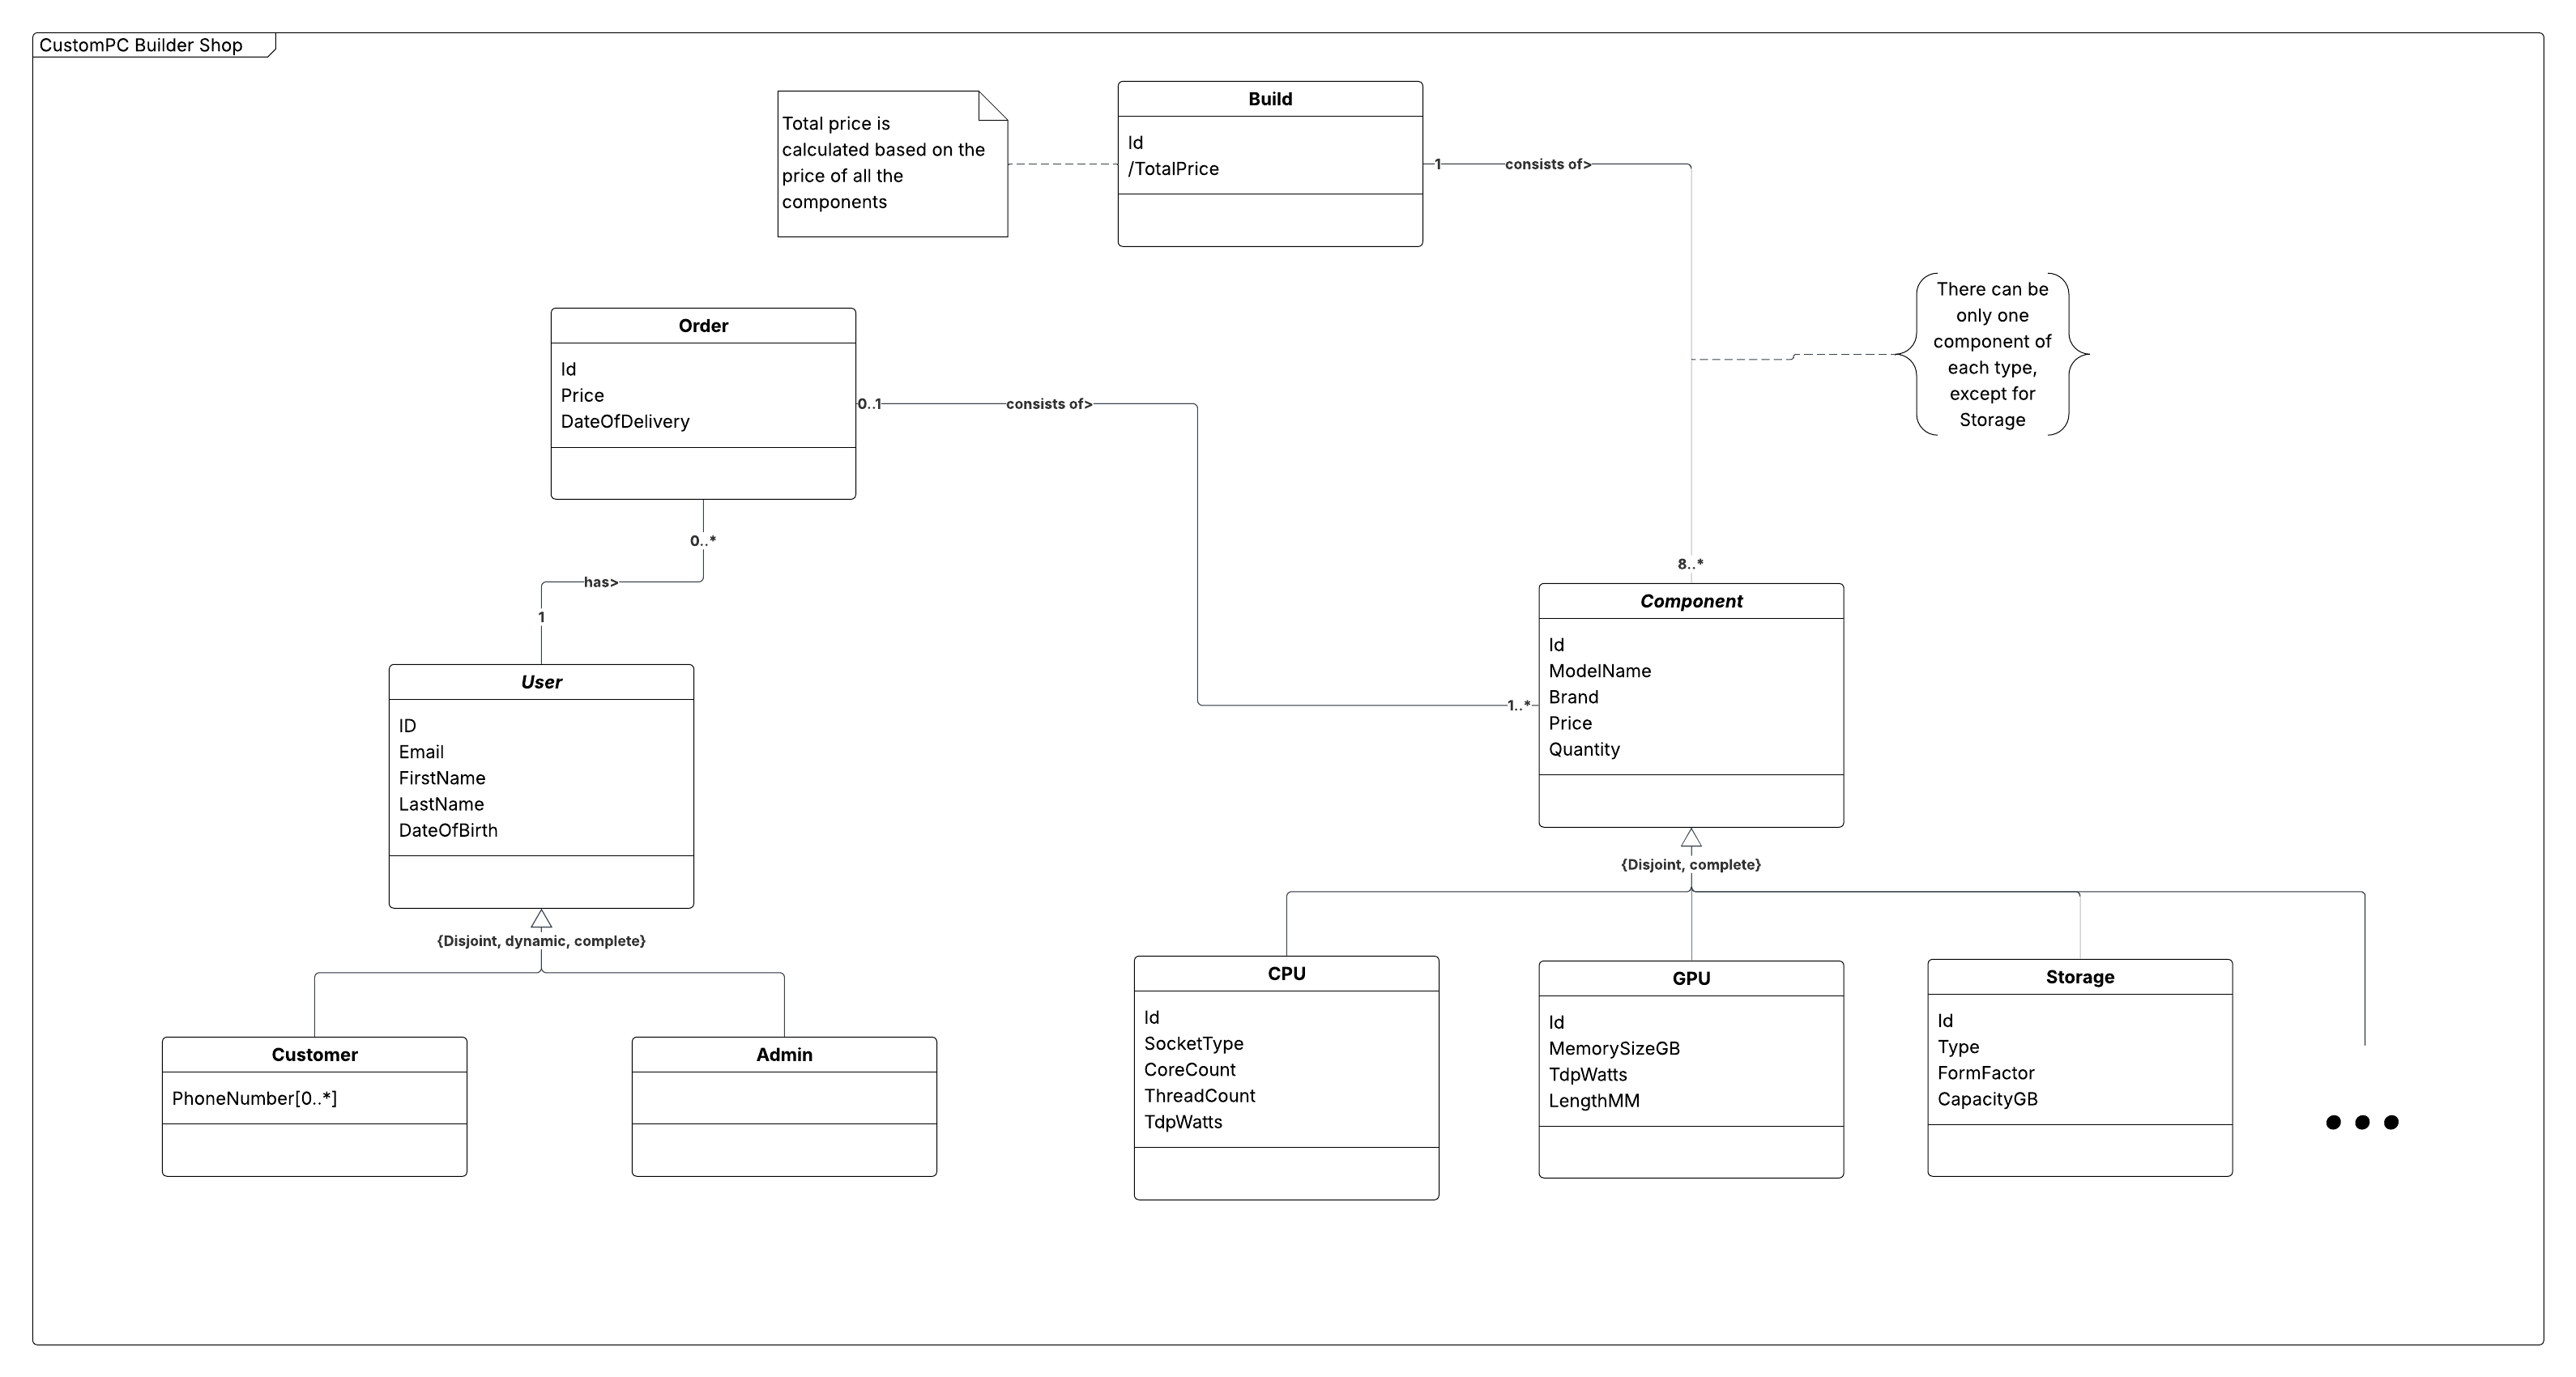 CustomPC Builder Shop
Total price is
calculated based on the
price of all the
components
Build
Id
/TotalPrice
1
consists of>
There can be
only one
component of
each type,
except for
Storage
Order
Id
Price
DateOfDelivery
0..1
consists of>
0..*
has>
1
8..*
Component
Id
ModelName
Brand
Price
Quantity
1..*
User
ID
Email
FirstName
LastName
DateOfBirth
{Disjoint, complete}
{Disjoint, dynamic, complete}
Customer
PhoneNumber[0..*]
Admin
CPU
Id
SocketType
CoreCount
ThreadCount
TdpWatts
GPU
Id
MemorySizeGB
TdpWatts
LengthMM
Storage
Id
Type
FormFactor
CapacityGB